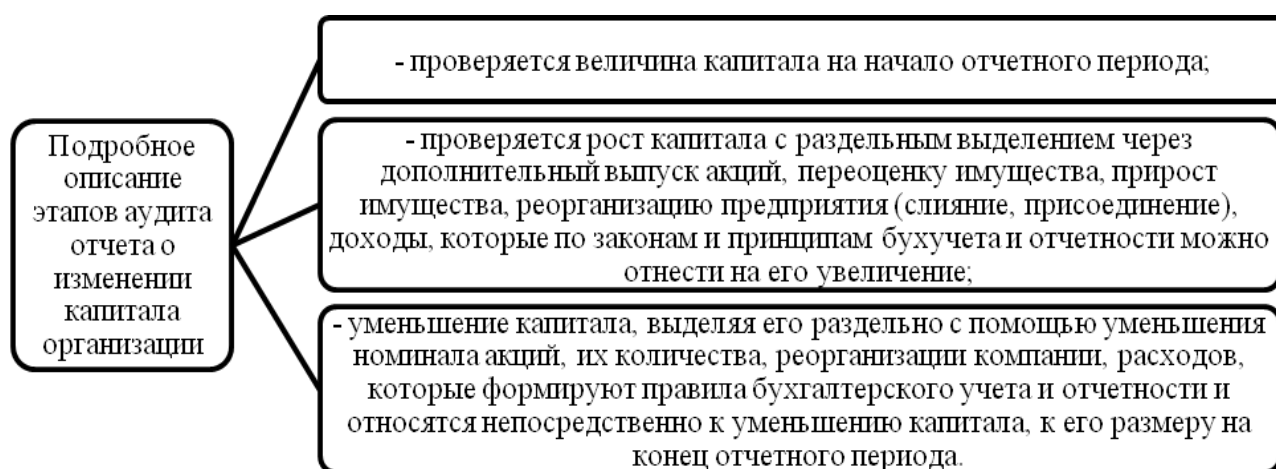 Подробное
описание
этапов аудита
отчета о
изменении
капитала
организации
- проверяется величина капитала на начало отчетного периода;
- проверяется рост капитала с раздельным выделением через
дополнительный выпуск акций, переоценку имущества, прирост
имущества, реорганизацию предприятия (слияние, присоединение),
доходы, которые по законам и принципам бухучета и отчетности можно
отнести на его увеличение;
- уменьшение капитала, выделяя его раздельно с помощью уменьшения
номинала акций, их количества, реорганизации компании, расходов,
которые формируют правила бухгалтерского учета и отчетности и
относятся непосредственно к уменьшению капитала, к его размеру на
конец отчетного периода.